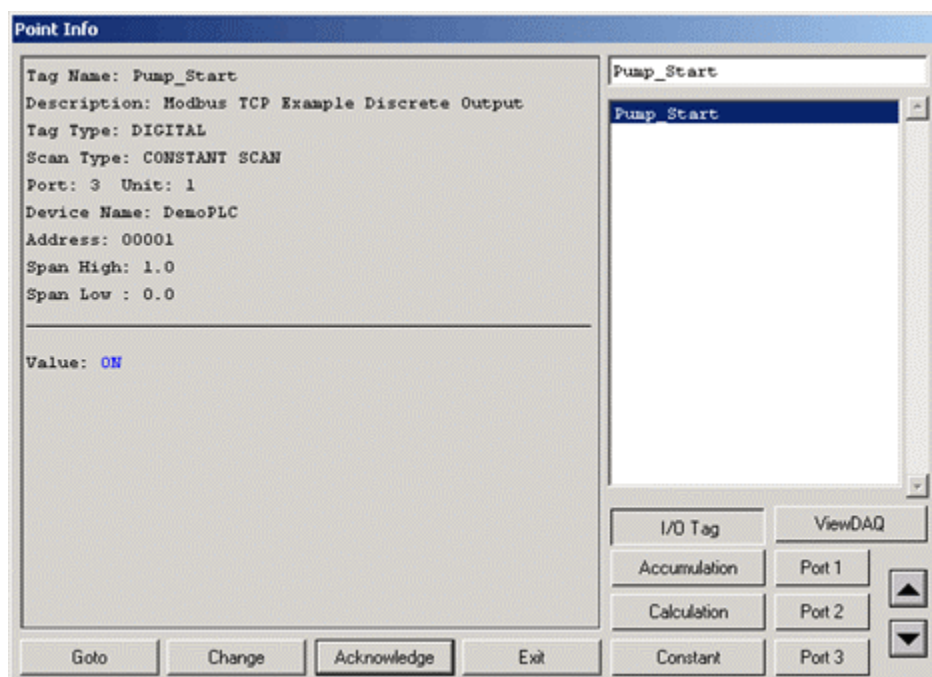 Point Info
Tag Name: Pump_Start
Description: Modbus TCP Example Discrete Output
Tag Type: DIGITAL
Scan Type: CONSTANT SCAN
Port: 3 Unit: 1
Device Name: DemoPLC
Address: 00001
Span High: 1.0
Span Low : 0.0
Value: ON
Pump_Start
Pump_Start
I/O Tag
ViewDAQ
Accumulation
Port 1
Calculation
Port 2
Goto
Change
Acknowledge
Exit
Constant
Port 3